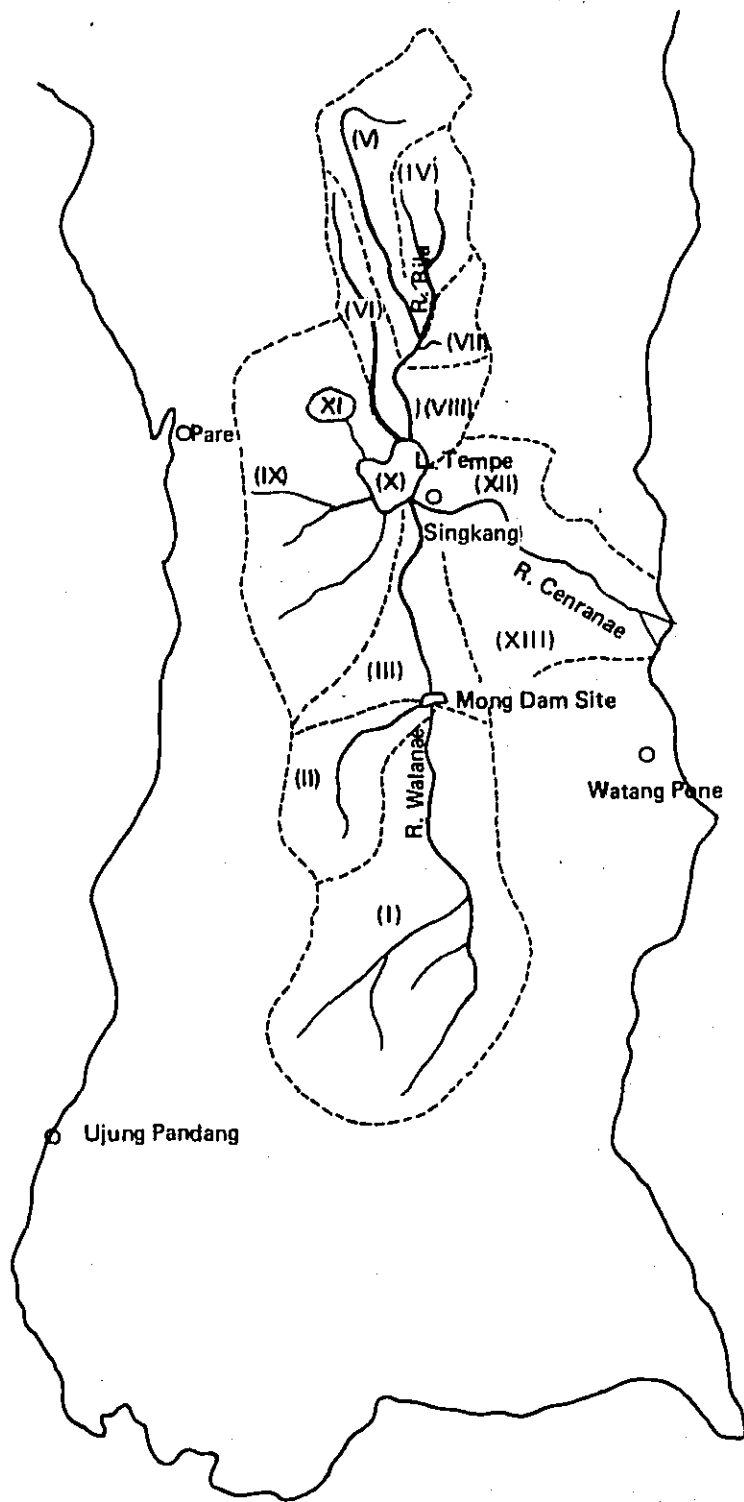 (V)
(IV)
R. Bila
(VI)
(VII)
(VIII)
XI
Pare
L. Tempe
(IX)
(X)
(XII)
Singkang
R. Cenranae
(XIII)
(III)
Mong Dam Site
(II)
R. Walanae
Watang Pone
(I)
Ujung Pandang